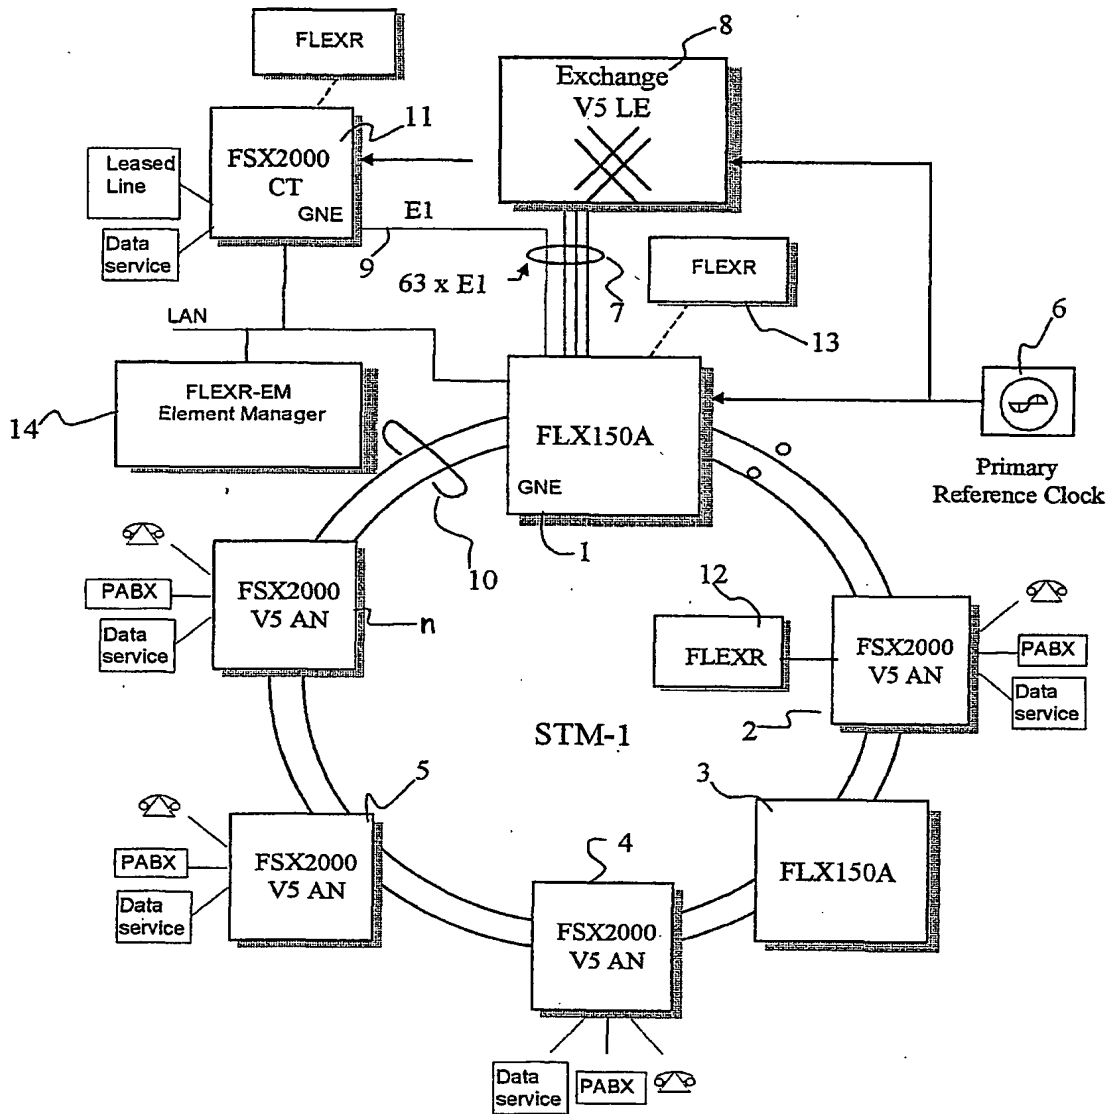 FLEXR
8
Exchange
V5 LE
11
FSX2000
CT
GNE
Leased
Line
Data
service
E1
9
63 x E1
7
FLEXR
13
6
LAN
FLEXR-EM
Element Manager
14
FLX150A
GNE
1
Primary
Reference Clock
10
PABX
Data
service
FSX2000
V5 AN
n
12
FLEXR
FSX2000
V5 AN
2
PABX
Data
service
STM-1
5
PABX
Data
service
FSX2000
V5 AN
3
FLX150A
4
FSX2000
V5 AN
Data
service
PABX